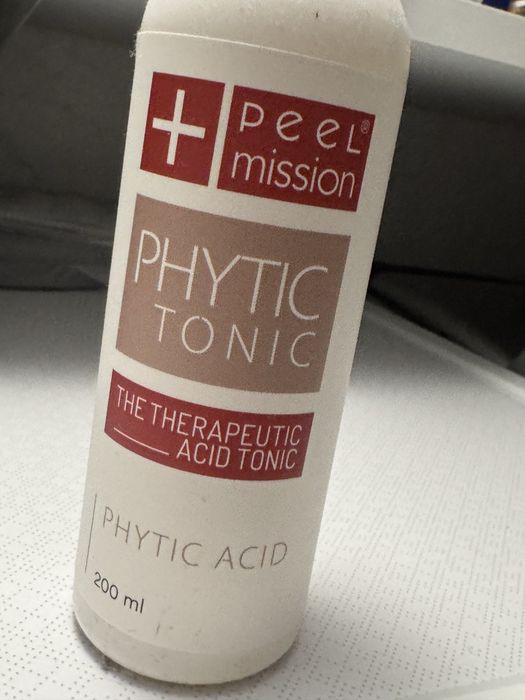 peel®
mission
PHYTIC
TONIC
THE THERAPEUTIC
ACID TONIC
PHYTIC ACID
200 ml